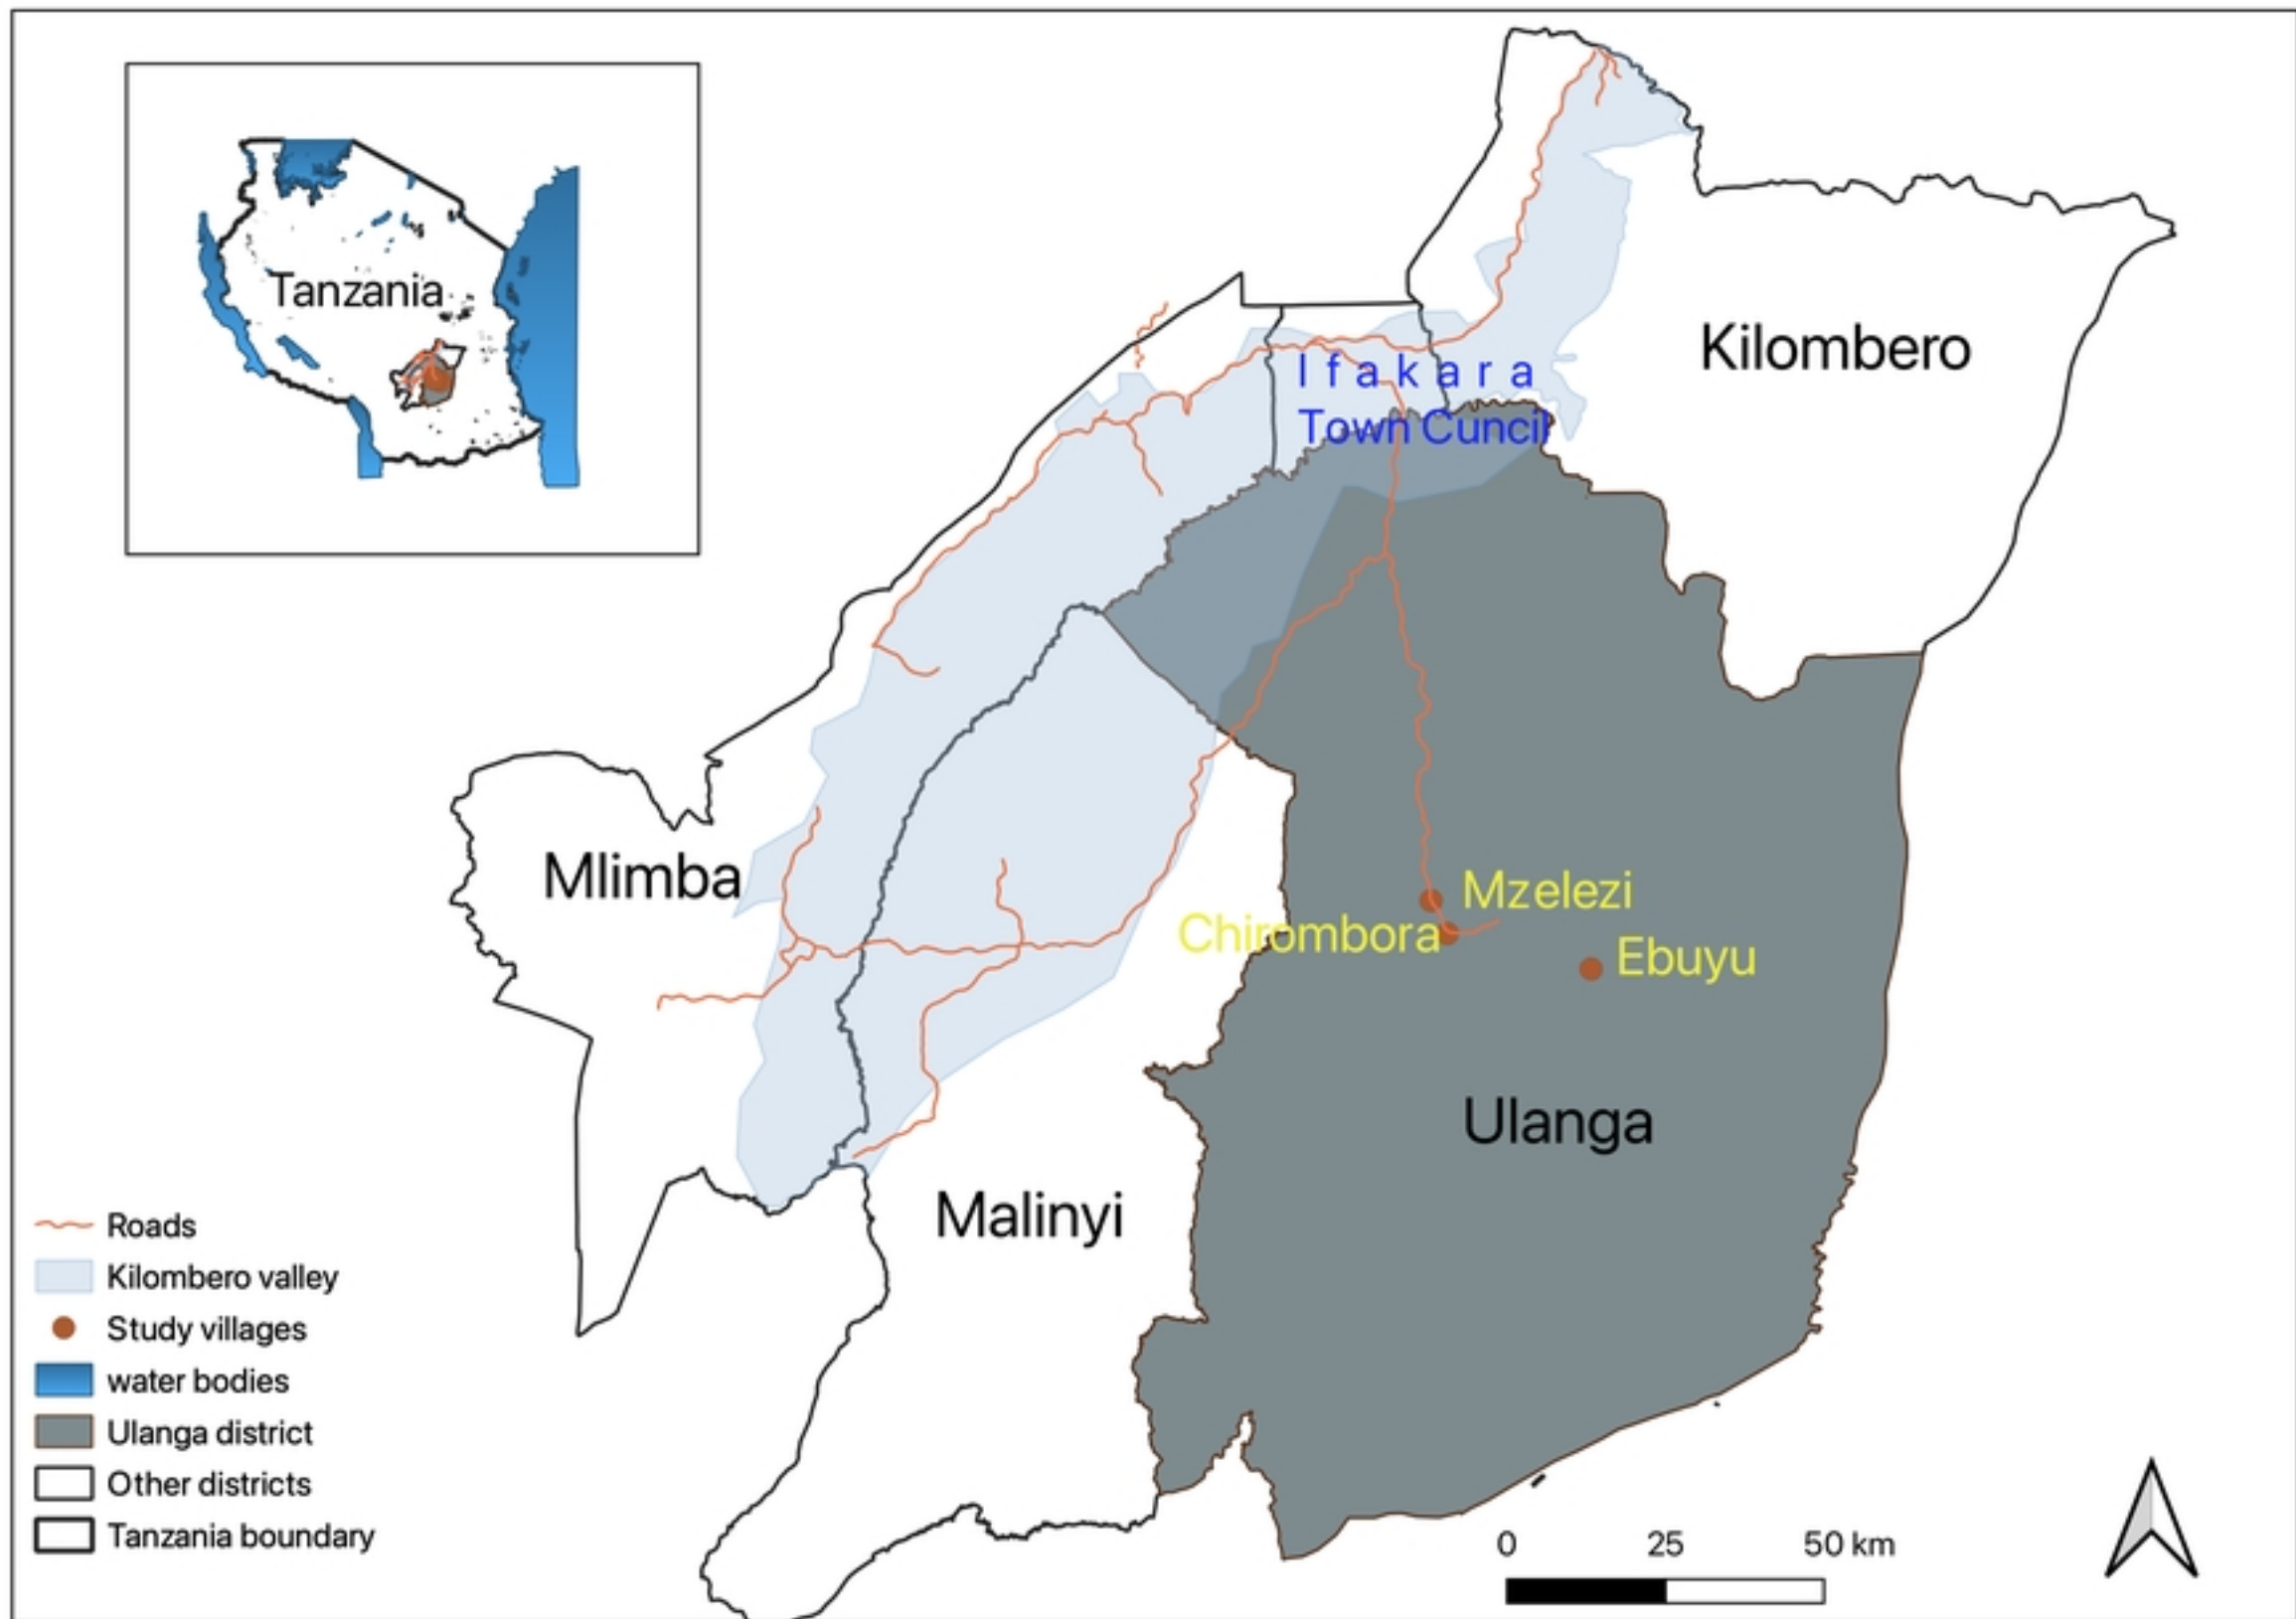 Tanzania
Kilombero
I f a k a r a
Town Cuncil
Mlimba
Mzelezi
Chirombora
Ebuyu
Ulanga
Malinyi
Roads
Kilombero valley
Study villages
water bodies
Ulanga district
Other districts
Tanzania boundary
0 25 50 km